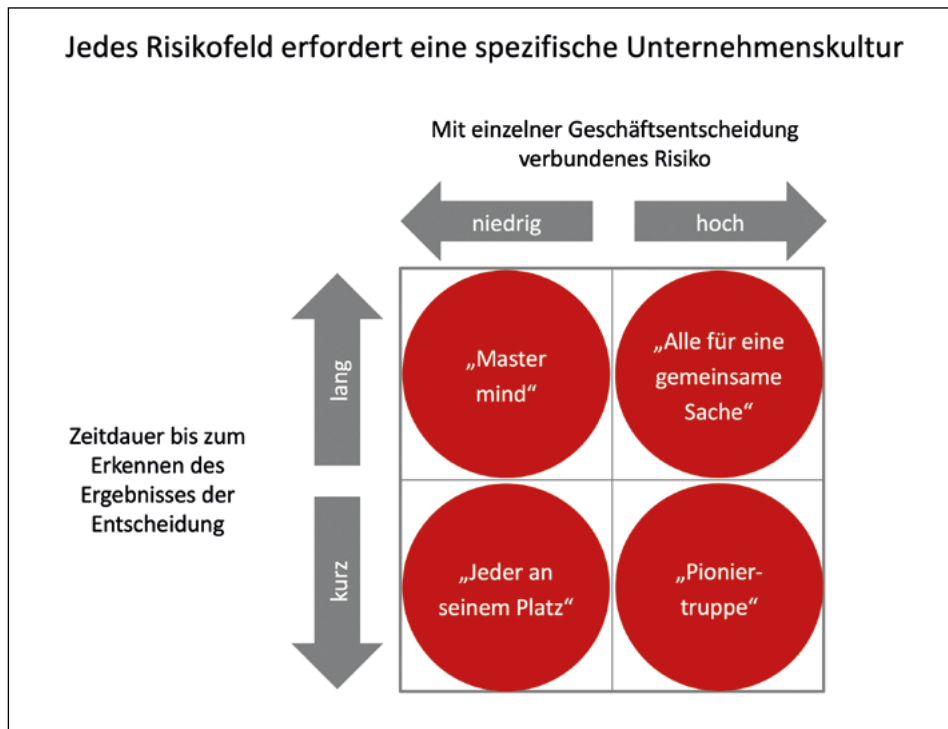 Jedes Risikofeld erfordert eine spezifische Unternehmenskultur
Mit einzelner Geschäftsentscheidung
verbundenes Risiko
niedrig
hoch
lang
„Master
mind“
„Alle für eine
gemeinsame
Sache“
Zeitdauer bis zum
Erkennen des
Ergebnisses der
Entscheidung
kurz
„Jeder an
seinem Platz“
„Pionier-
truppe“